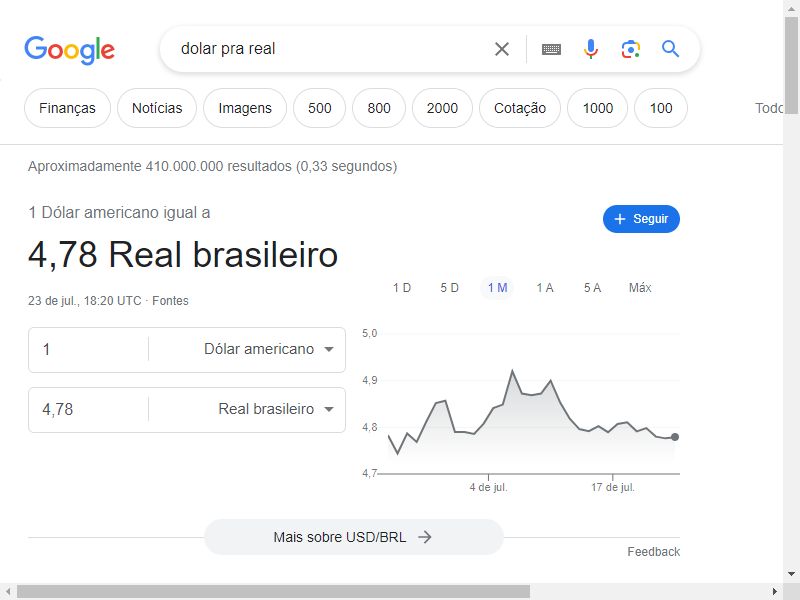 Google
dolar pra real
Finanças
Notícias
Imagens
500
800
2000
Cotação
1000
100
Todo
Aproximadamente 410.000.000 resultados (0,33 segundos)
1 Dólar americano igual a
Seguir
4,78 Real brasileiro
23 de jul., 18:20 UTC · Fontes
1 D
5 D
1 M
1 A
5 A
Máx
1 Dólar americano
4,78 Real brasileiro
5,0
4,9
4,8
4,7
4 de jul.
17 de jul.
Mais sobre USD/BRL
Feedback